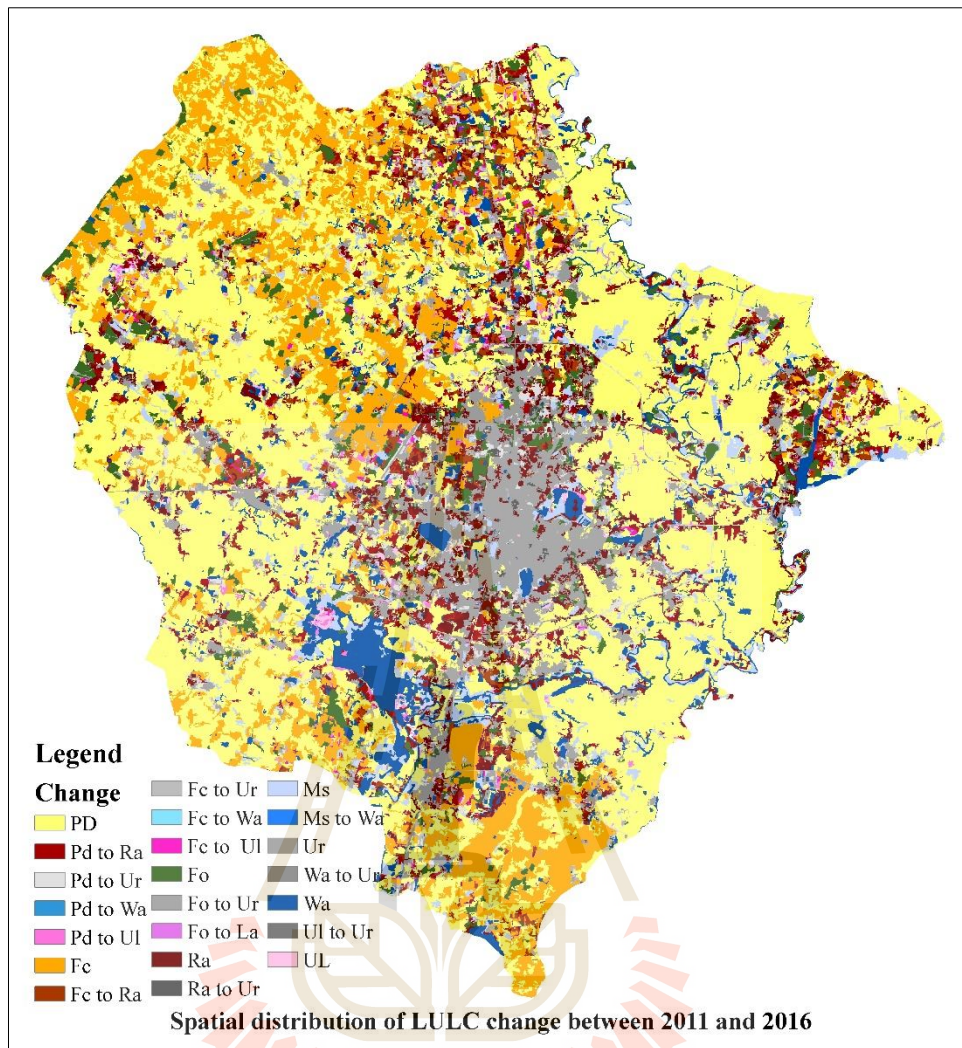 Legend
Change
PD
Pd to Ra
Pd to Ur
Pd to Wa
Pd to Ul
Fc
Fc to Ra
Fc to Ur
Fc to Wa
Fc to Ul
Fo
Fo to Ur
Fo to La
Ra
Ra to Ur
Ms
Ms to Wa
Ur
Wa to Ur
Wa
Ul to Ur
UL
Spatial distribution of LULC change between 2011 and 2016